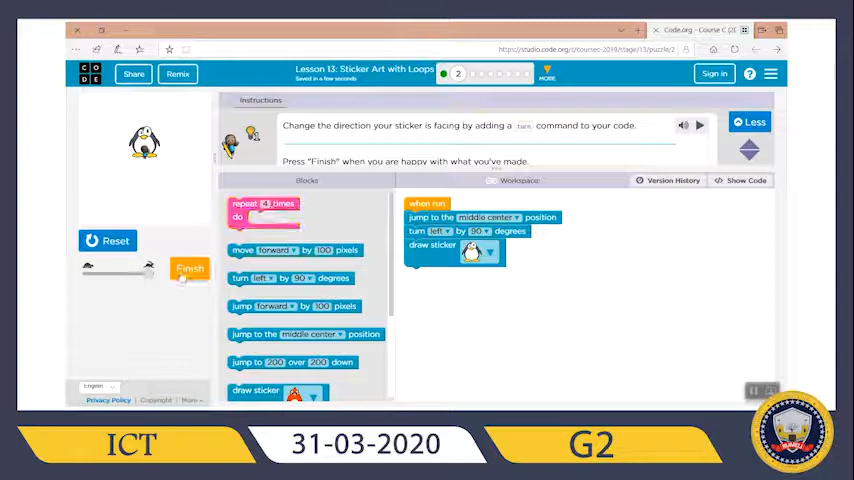 Code.org - Course C (20
https://studio.code.org/s/coursec-2019/stage/13/puzzle/2
C O
D E
Share
Remix
Lesson 13: Sticker Art with Loops
Saved in a few seconds
2
MORE
Sign in
Instructions
1
Change the direction your sticker is facing by adding a turn command to your code.
Press "Finish" when you are happy with what you've made.
Less
Blocks
Workspace:
Version History
</> Show Code
Reset
Finish
repeat 4 times
do
move forward by 100 pixels
turn left by 90 degrees
jump forward by 100 pixels
jump to the middle center position
jump to 200 over 200 down
draw sticker
when run
jump to the middle center position
turn left by 90 degrees
draw sticker
English
Privacy Policy | Copyright | More
ICT
31-03-2020
G2